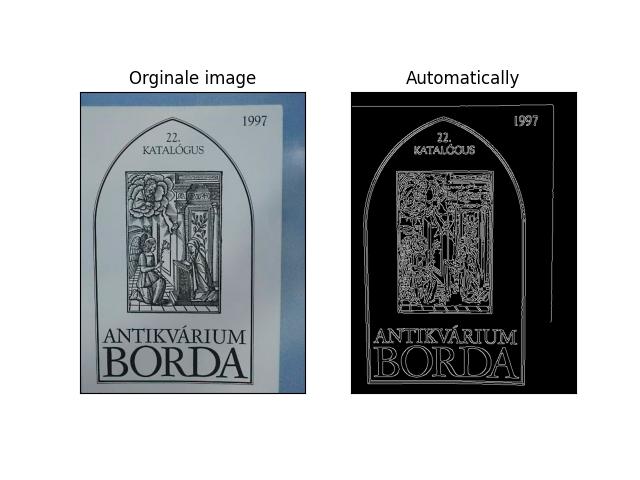 Orginale image
1997
22.
KATALÓGUS
ANTIKVÁRIUM
BORDA
Automatically
1997
22.
KATALÓGUS
ANTIKVÁRIUM
BORDA